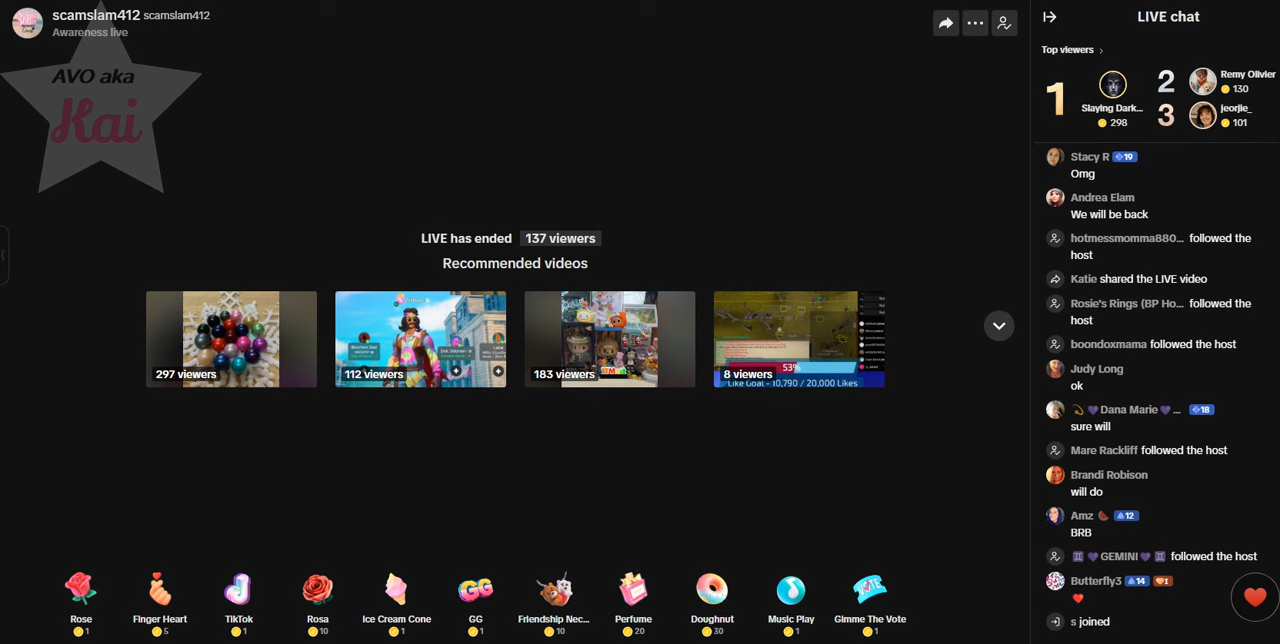 scamslam412 scamslam412
Awareness live
AVO aka
Kai
LIVE has ended 137 viewers
Recommended videos
297 viewers
112 viewers
183 viewers
53%
8 viewers
Like Goal - 10,790 / 20,000 Likes
Rose
1
Finger Heart
5
TikTok
1
Rosa
10
Ice Cream Cone
1
GG
1
Friendship Nec...
10
Perfume
20
Doughnut
30
Music Play
1
Gimme The Vote
1
LIVE chat
Top viewers
1
Slaying Dark...
298
2
Remy Olivier
130
3
jeorjie_
101
Stacy R 19
Omg
Andrea Elam
We will be back
hotmessmomma880... followed the
host
Katie shared the LIVE video
Rosie's Rings (BP Ho... followed the
host
boondoxmama followed the host
Judy Long
ok
Dana Marie ... 18
sure will
Mare Rackliff followed the host
Brandi Robison
will do
Amz 12
BRB
GEMINI followed the host
Butterfly3 14 1
s joined